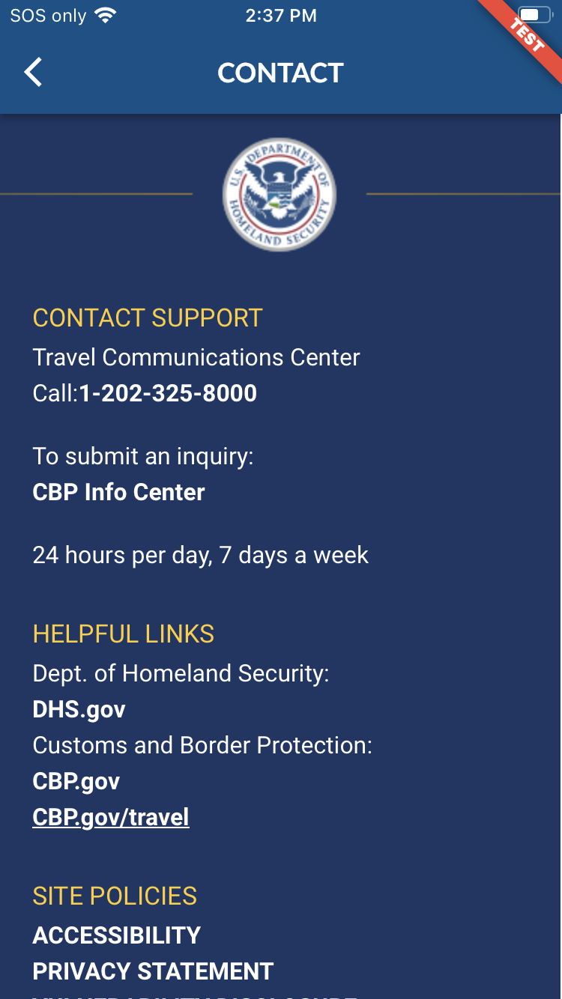 SOS only
2:37 PM
TEST
CONTACT
U.S. DEPARTMENT OF
HOMELAND SECURITY
CONTACT SUPPORT
Travel Communications Center
Call:1-202-325-8000
To submit an inquiry:
CBP Info Center
24 hours per day, 7 days a week
HELPFUL LINKS
Dept. of Homeland Security:
DHS.gov
Customs and Border Protection:
CBP.gov
CBP.gov/travel
SITE POLICIES
ACCESSIBILITY
PRIVACY STATEMENT